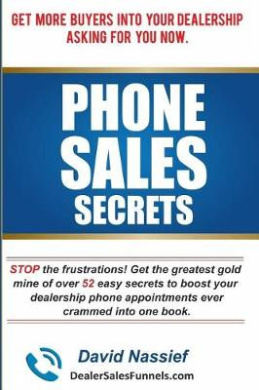 GET MORE BUYERS INTO YOUR DEALERSHIP
ASKING FOR YOU NOW.
PHONE
SALES
SECRETS
STOP the frustrations! Get the greatest gold
mine of over 52 easy secrets to boost your
dealership phone appointments ever
crammed into one book.
David Nassief
DealerSalesFunnels.com